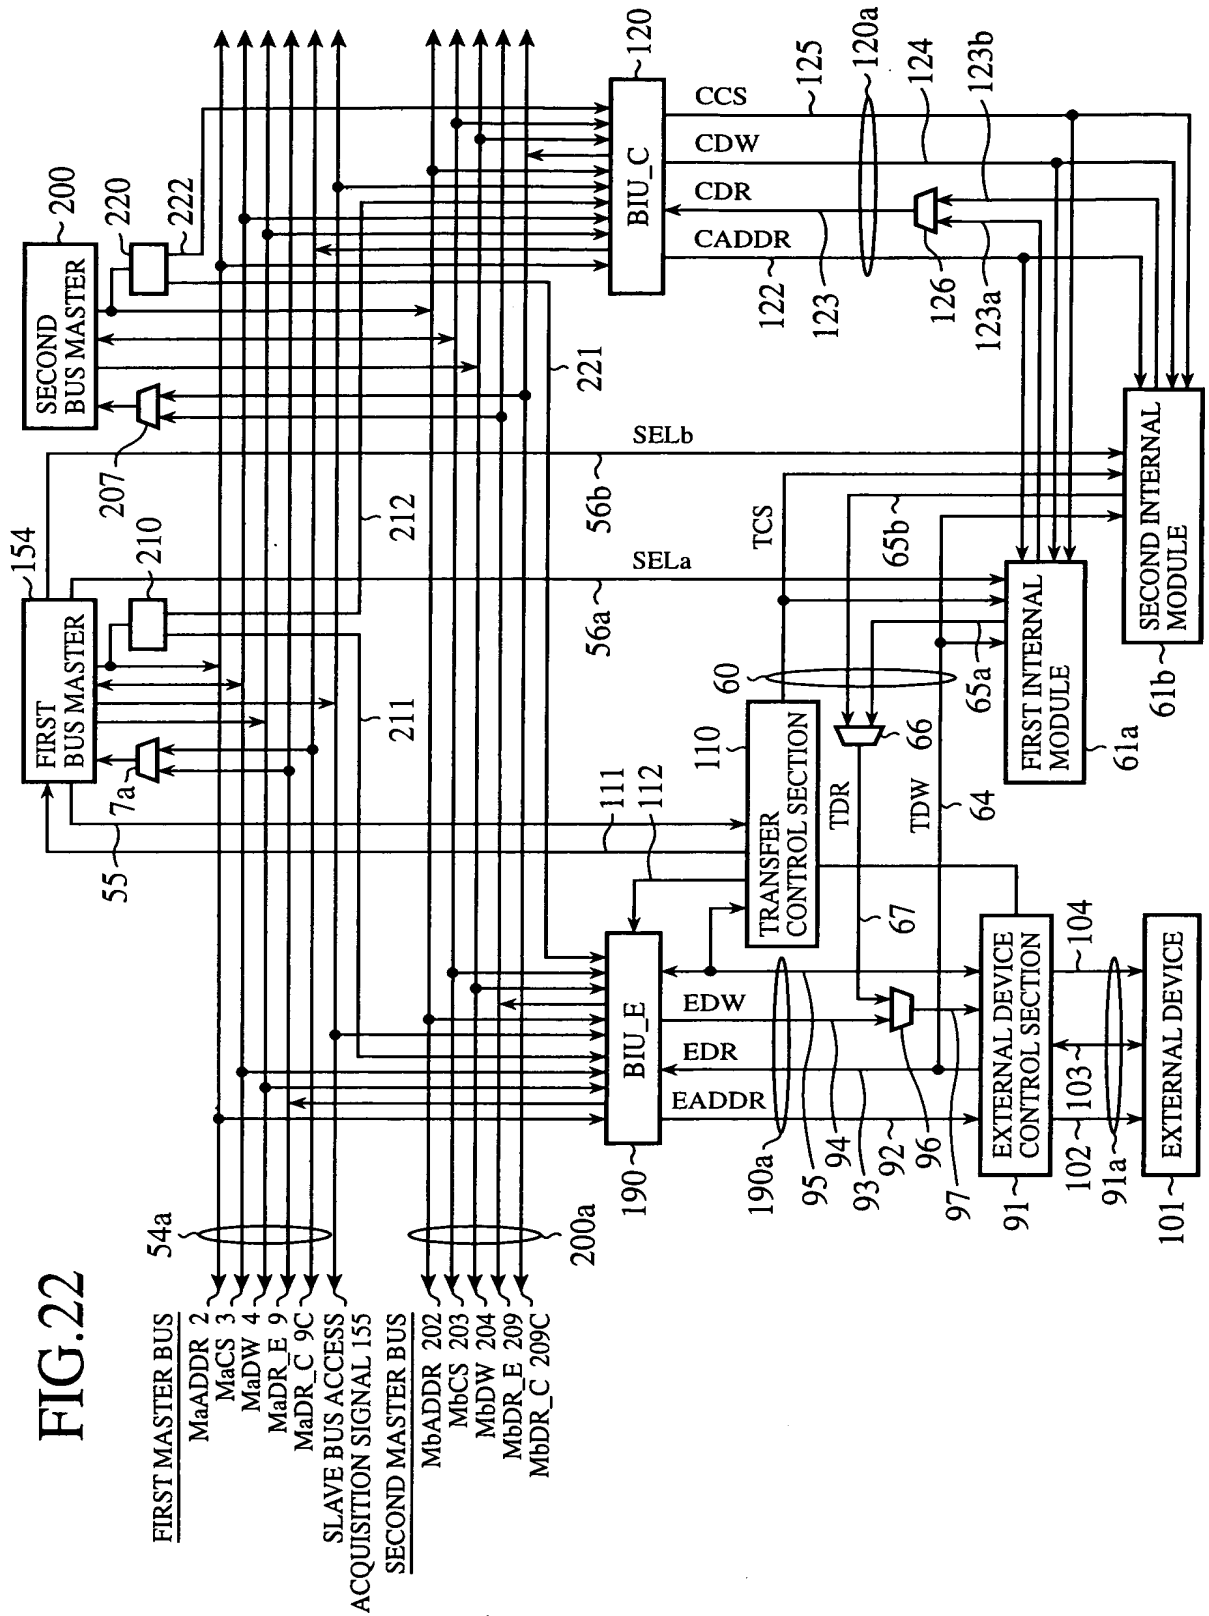 FIG.22
FIRST MASTER BUS
MaADDR 2
MaCS 3
MaDW 4
MaDR_E 9
MaDR_C 9C
SLAVE BUS ACCESS
ACQUISITION SIGNAL 155
SECOND MASTER BUS
MbADDR 202
MbCS 203
MbDW 204
MbDR_E 209
MbDR_C 209C
54a
200a
55
FIRST
BUS MASTER
154
7a
210
211
212
111
112
SECOND
BUS MASTER
200
207
220
222
221
SELb
56b
SELa
56a
190
BIU_E
BIU_C
120
EADDR
EDR
EDW
190a
95
94
93
92
96
97
67
TRANSFER
CONTROL SECTION
110
60
TCS
TDR
66
TDW
64
65a
65b
CADDR
CDR
CDW
CCS
122
123
125
120a
124
123b
126
123a
EXTERNAL DEVICE
CONTROL SECTION
91
102
103
104
91a
EXTERNAL DEVICE
101
FIRST INTERNAL
MODULE
61a
SECOND INTERNAL
MODULE
61b